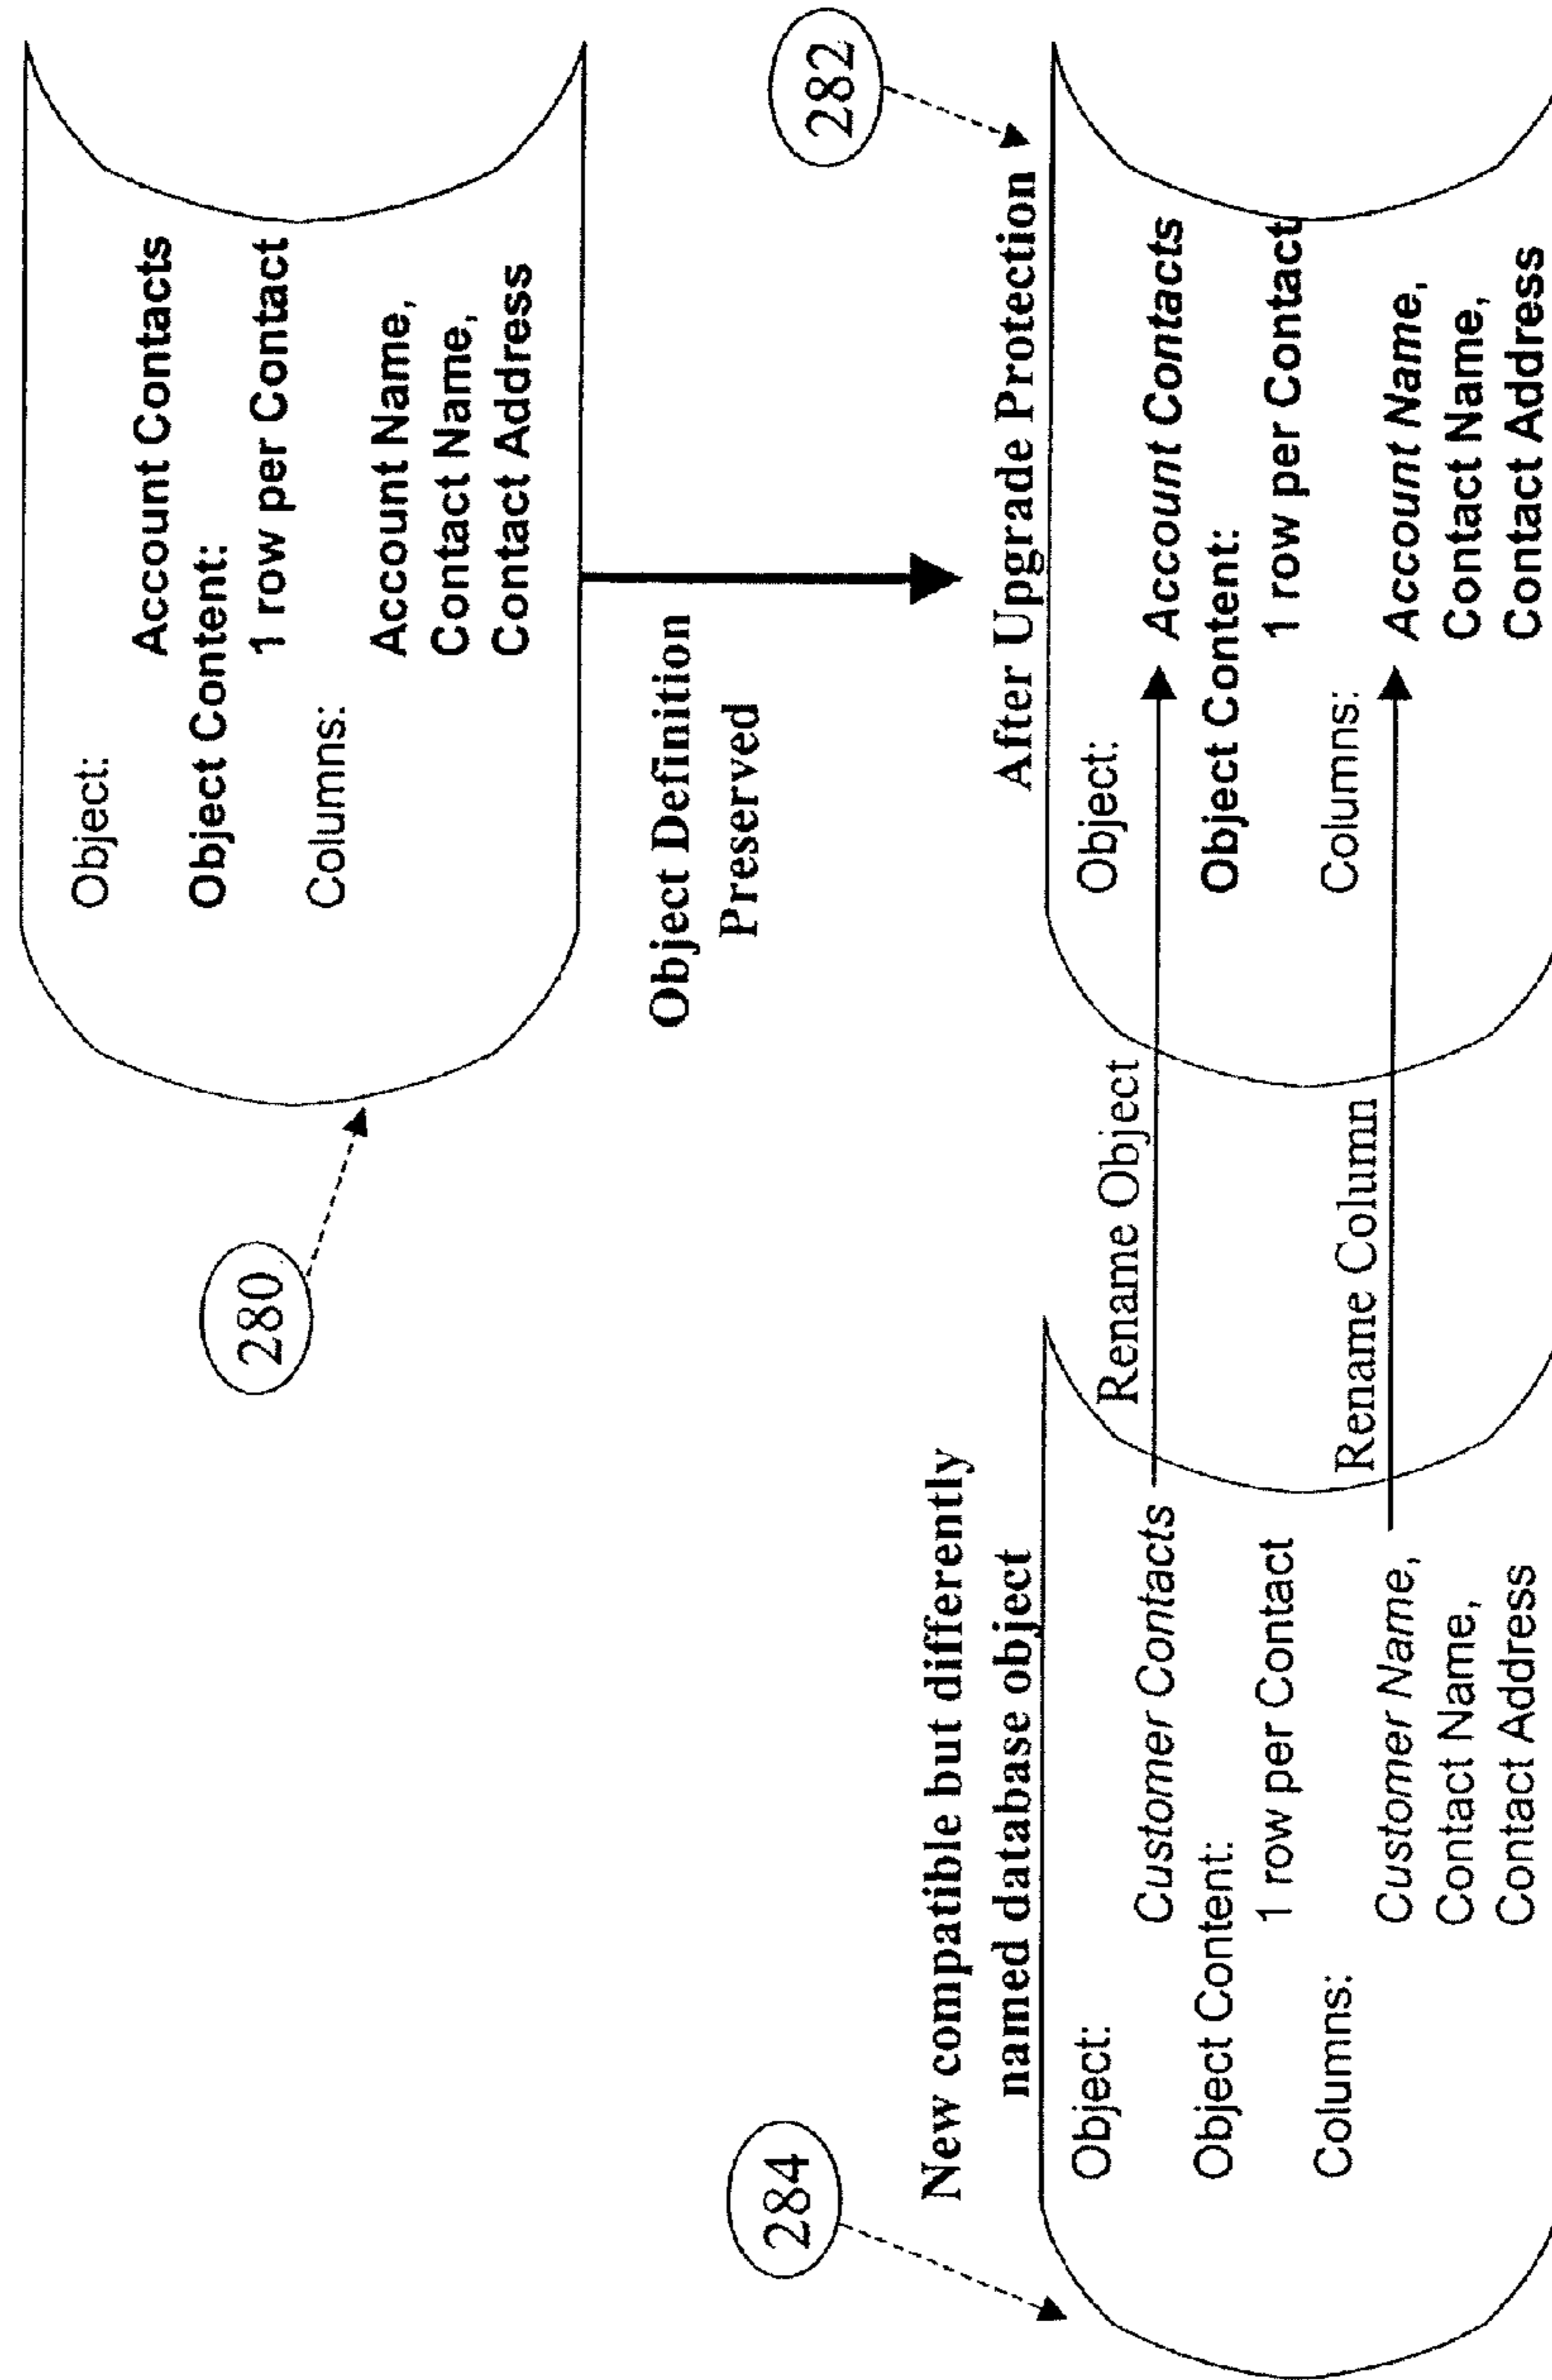 280
Object:
Account Contacts
Object Content:
1 row per Contact
Columns:
Account Name,
Contact Name,
Contact Address
Object Definition
Preserved
284
New compatible but differently
named database object
Object:
Customer Contacts
Object Content:
1 row per Contact
Columns:
Customer Name,
Contact Name,
Contact Address
Rename Object
Rename Column
282
After Upgrade Protection
Object:
Account Contacts
Object Content:
1 row per Contact
Columns:
Account Name,
Contact Name,
Contact Address